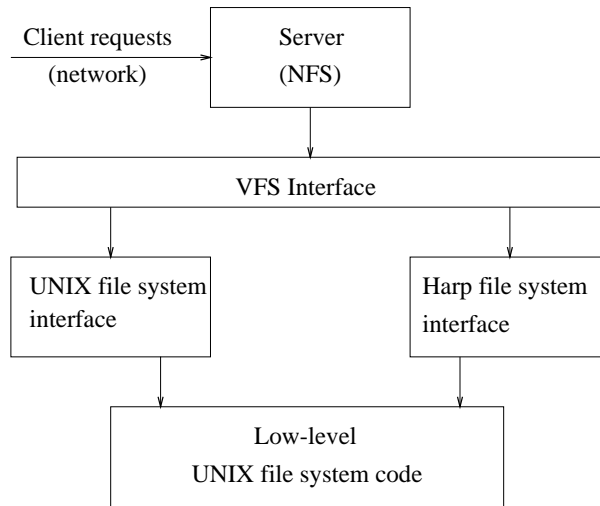 Client requests
(network)
Server
(NFS)
VFS Interface
UNIX file system
interface
Harp file system
interface
Low-level
UNIX file system code